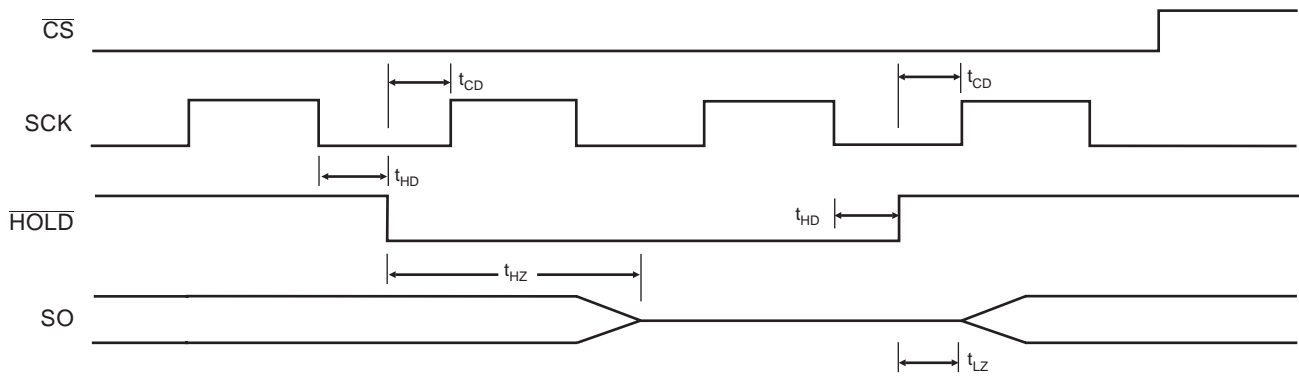 CS
t_CD t_CD
SCK
t_HD
HOLD
t_HD
t_HZ
SO
t_LZ